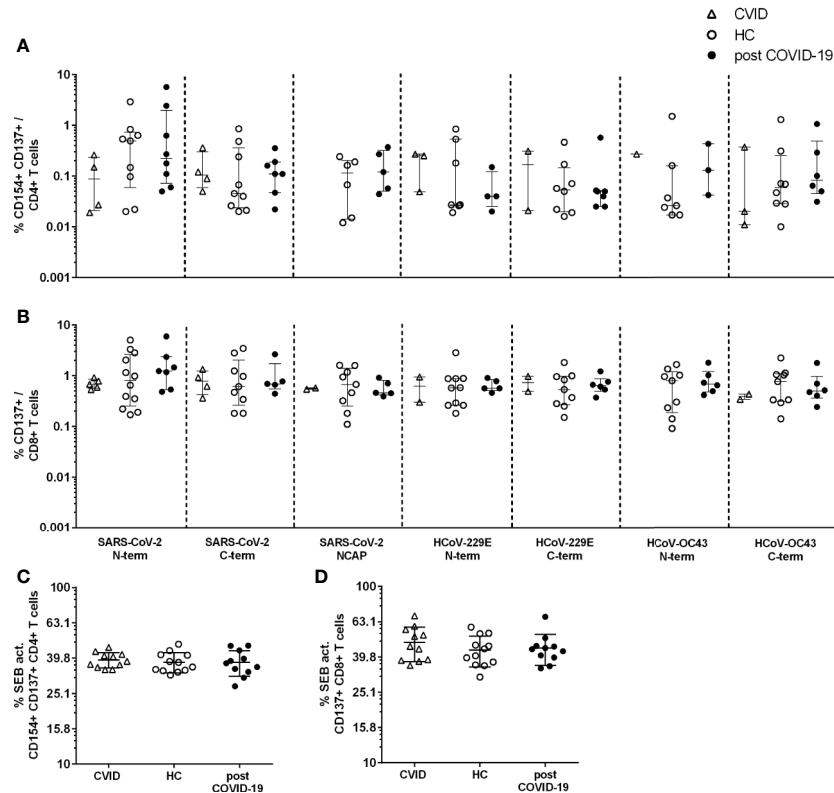 CVID
HC
post COVID-19
A
10
1
0.1
0.01
0.001
% CD154+ CD137+ /
CD4+ T cells
B
10
1
0.1
0.01
0.001
% CD137+ /
CD8+ T cells
SARS-CoV-2
N-term
SARS-CoV-2
C-term
SARS-CoV-2
NCAP
HCoV-229E
N-term
HCoV-229E
C-term
HCoV-OC43
N-term
HCoV-OC43
C-term
C
100
63.1
39.8
25.1
15.8
10
% SEB act.
CD154+ CD137+ CD4+ T cells
CVID
HC
post
COVID-19
D
100
63.1
39.8
25.1
15.8
10
% SEB act.
CD137+ CD8+ T cells
CVID
HC
post
COVID-19